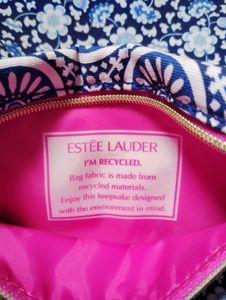 ESTĒE LAUDER
I'M RECYCLED.
Bag fabric is made from
recycled materials.
Enjoy this keepsake designed
with the environment in mind.